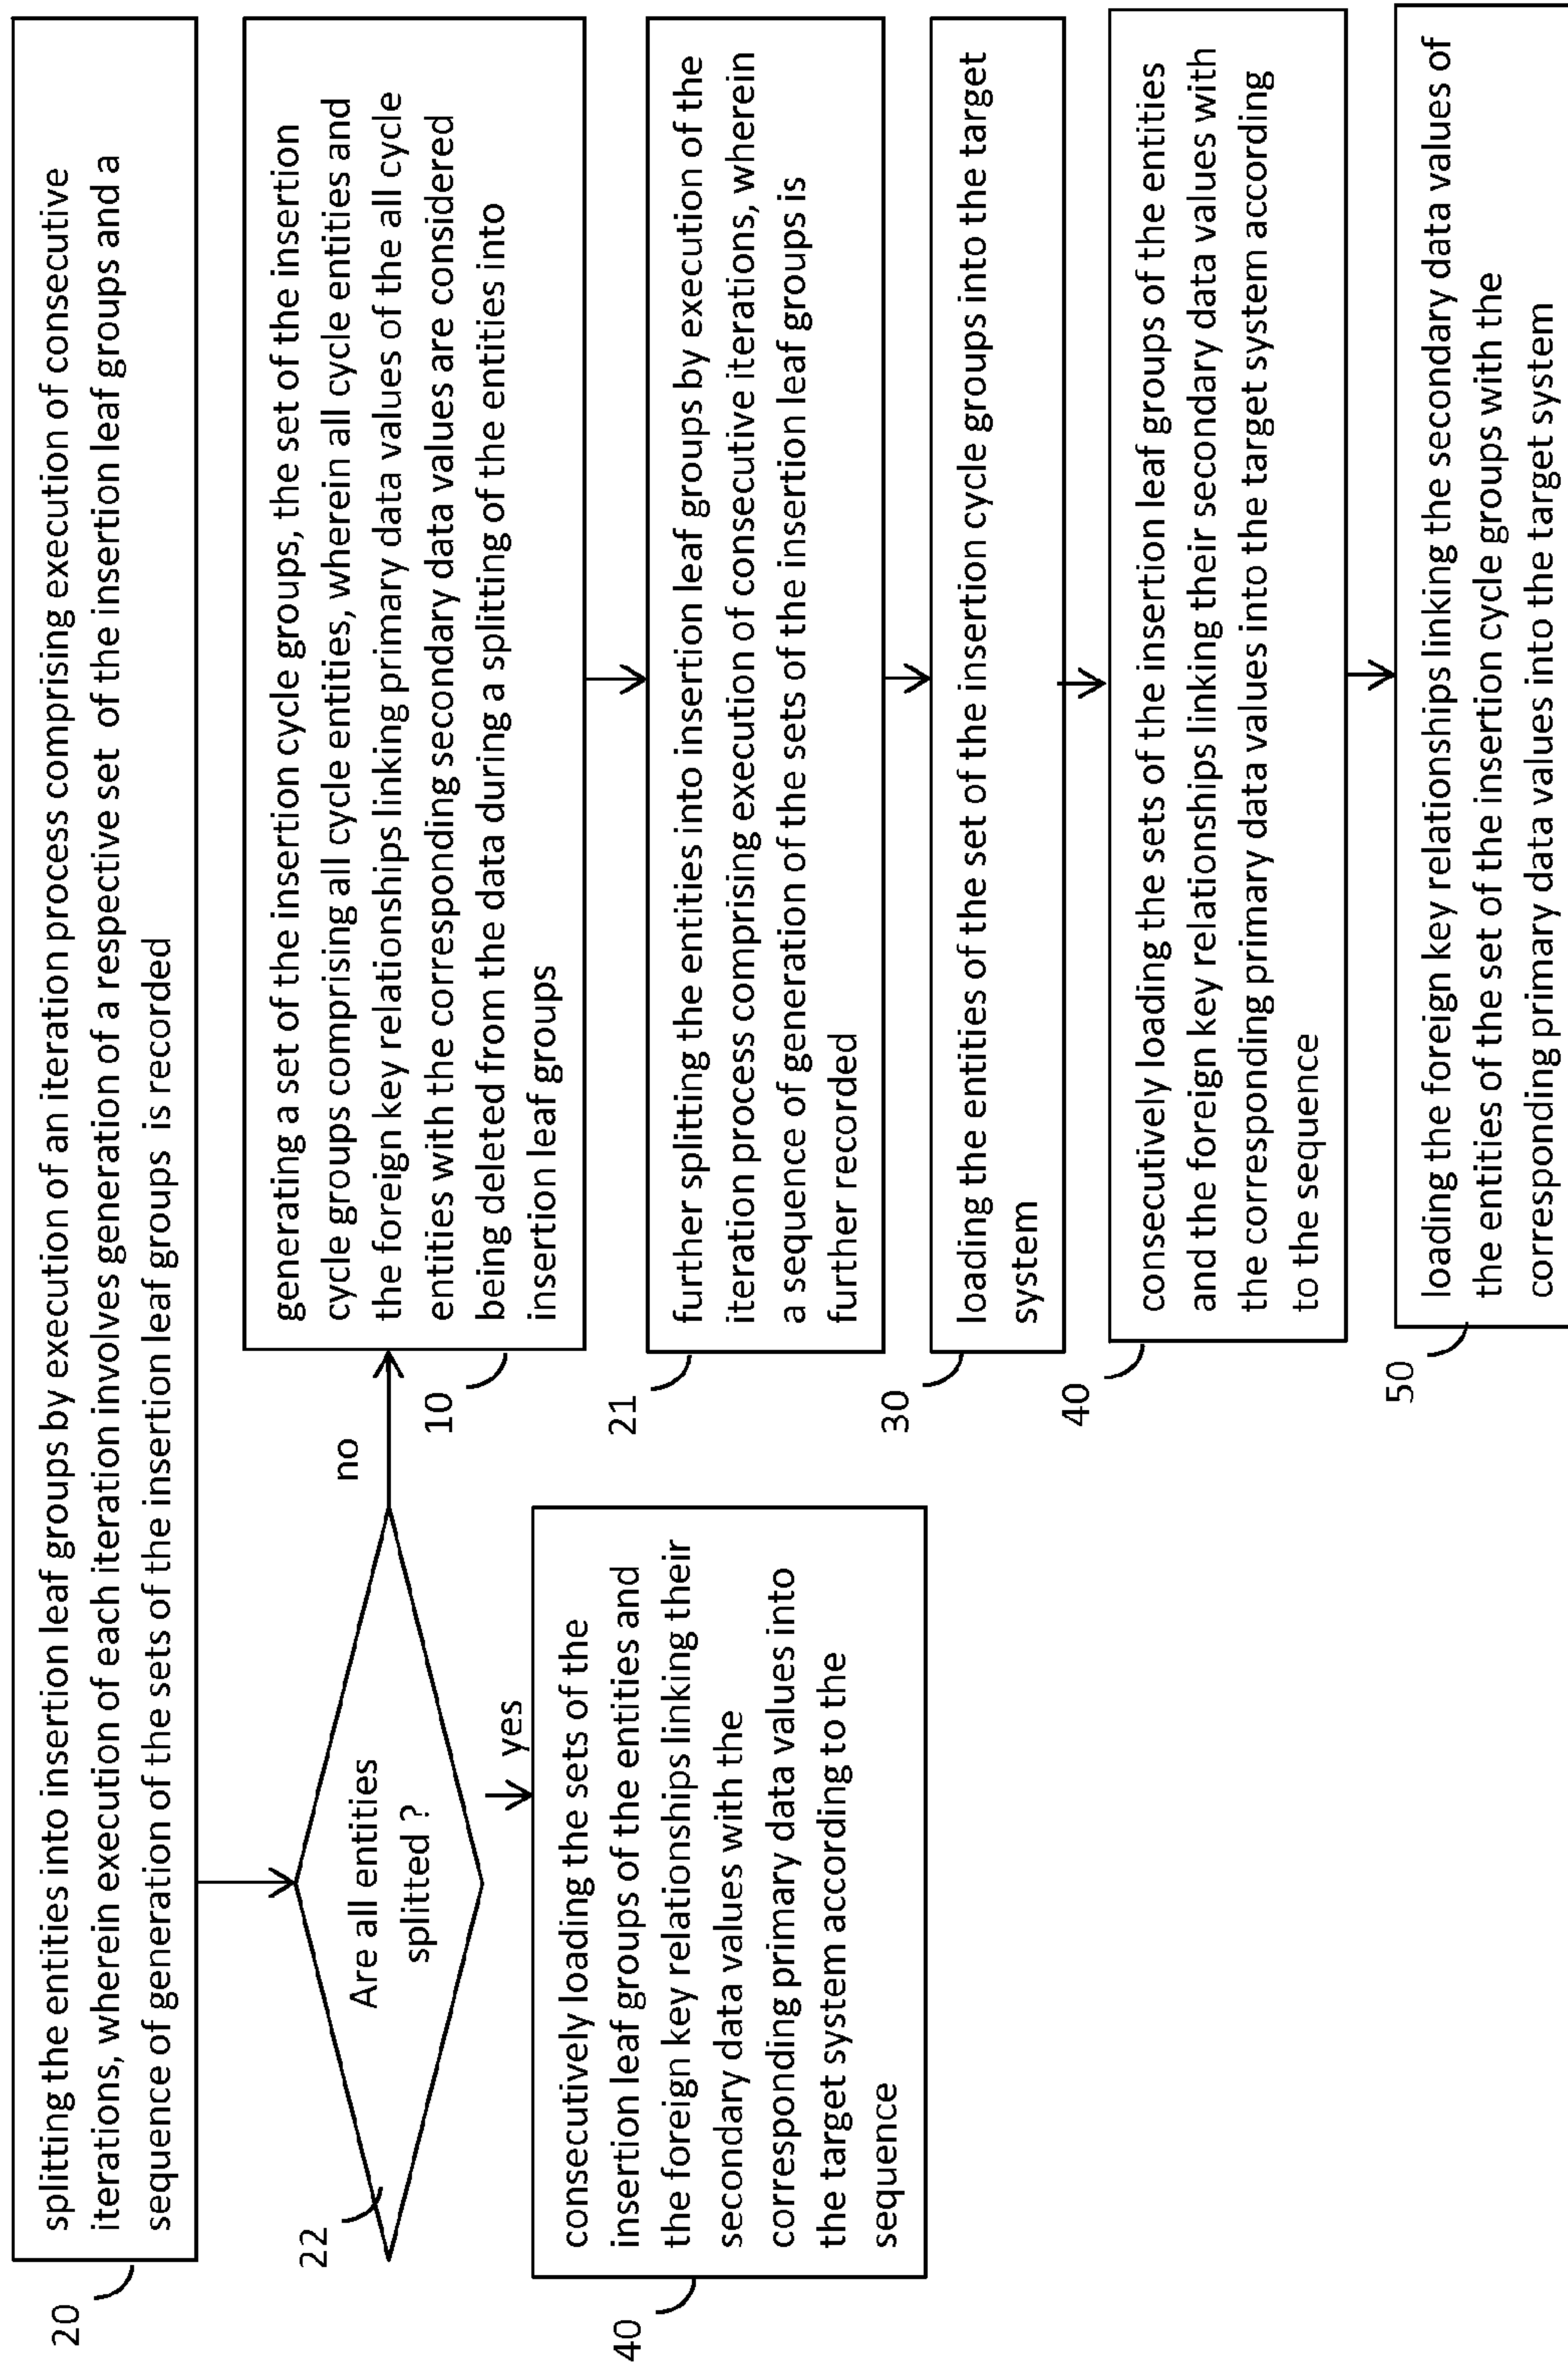 splitting the entities into insertion leaf groups by execution of an iteration process comprising execution of consecutive
iterations, wherein execution of each iteration involves generation of a respective set of the insertion leaf groups and a
sequence of generation of the sets of the insertion leaf groups is recorded
20
Are all entities
splitted ?
22
no
yes
consecutively loading the sets of the
insertion leaf groups of the entities and
the foreign key relationships linking their
secondary data values with the
corresponding primary data values into
the target system according to the
sequence
40
generating a set of the insertion cycle groups, the set of the insertion
cycle groups comprising all cycle entities, wherein all cycle entities and
the foreign key relationships linking primary data values of the all cycle
entities with the corresponding secondary data values are considered
being deleted from the data during a splitting of the entities into
insertion leaf groups
10
further splitting the entities into insertion leaf groups by execution of the
iteration process comprising execution of consecutive iterations, wherein
a sequence of generation of the sets of the insertion leaf groups is
further recorded
21
loading the entities of the set of the insertion cycle groups into the target
system
30
consecutively loading the sets of the insertion leaf groups of the entities
and the foreign key relationships linking their secondary data values with
the corresponding primary data values into the target system according
to the sequence
40
loading the foreign key relationships linking the secondary data values of
the entities of the set of the insertion cycle groups with the
corresponding primary data values into the target system
50